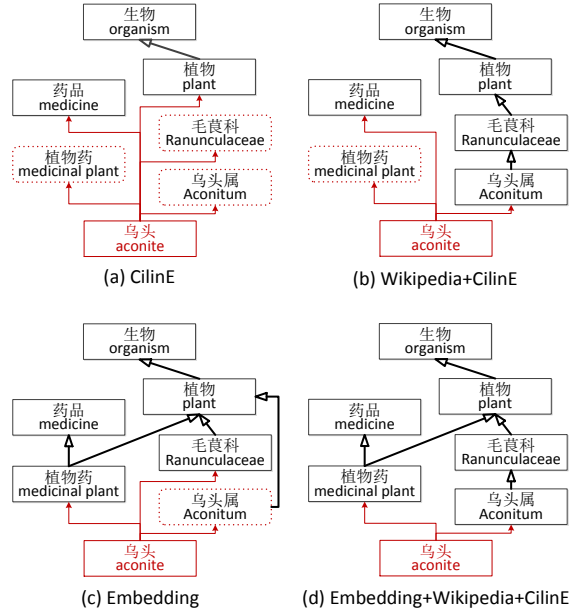 生物
organism
植物
plant
药品
medicine
毛茛科
Ranunculaceae
植物药
medicinal plant
乌头属
Aconitum
乌头
aconite
(a) CilinE
生物
organism
植物
plant
药品
medicine
毛茛科
Ranunculaceae
植物药
medicinal plant
乌头属
Aconitum
乌头
aconite
(b) Wikipedia+CilinE
生物
organism
植物
plant
药品
medicine
毛茛科
Ranunculaceae
植物药
medicinal plant
乌头属
Aconitum
乌头
aconite
(c) Embedding
生物
organism
植物
plant
药品
medicine
毛茛科
Ranunculaceae
植物药
medicinal plant
乌头属
Aconitum
乌头
aconite
(d) Embedding+Wikipedia+CilinE